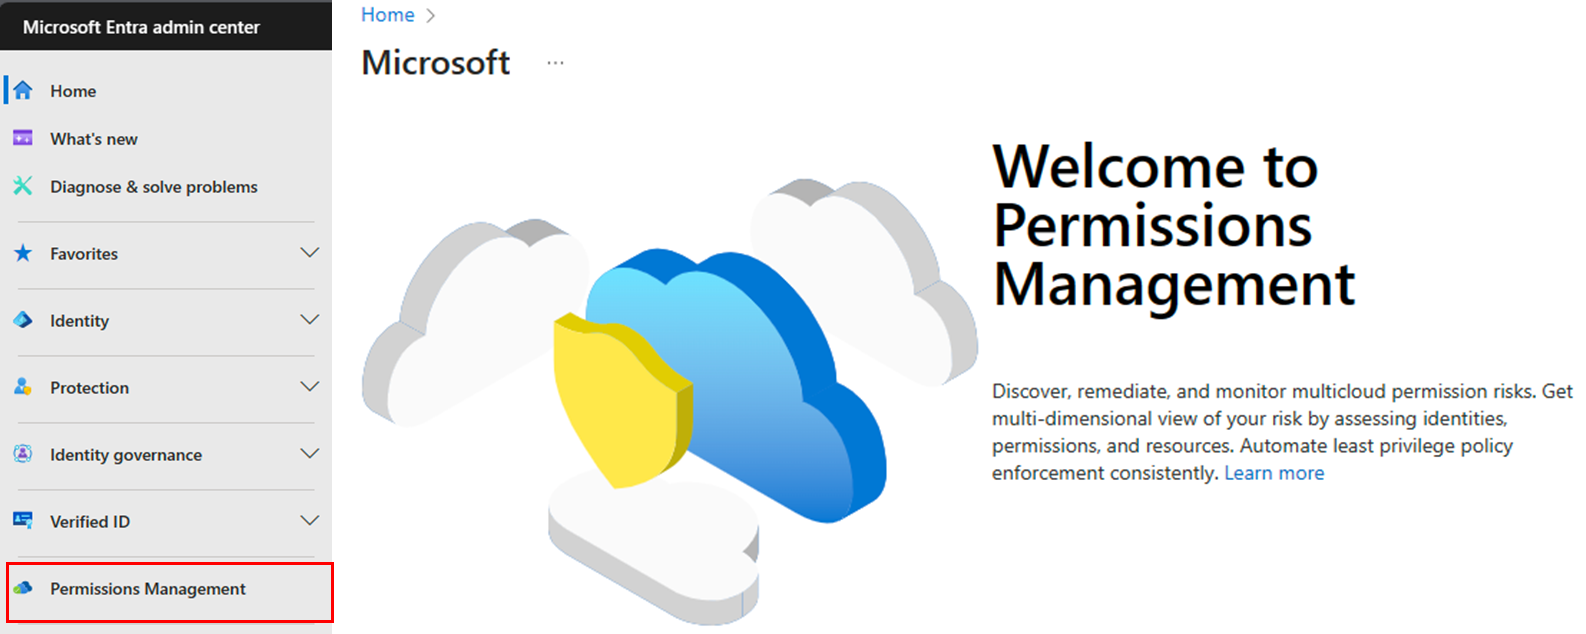 Microsoft Entra admin center
Home
What's new
Diagnose & solve problems
Favorites
Identity
Protection
Identity governance
Verified ID
Permissions Management
Home
Microsoft ...
Welcome to
Permissions
Management
Discover, remediate, and monitor multicloud permission risks. Get
multi-dimensional view of your risk by assessing identities,
permissions, and resources. Automate least privilege policy
enforcement consistently. Learn more